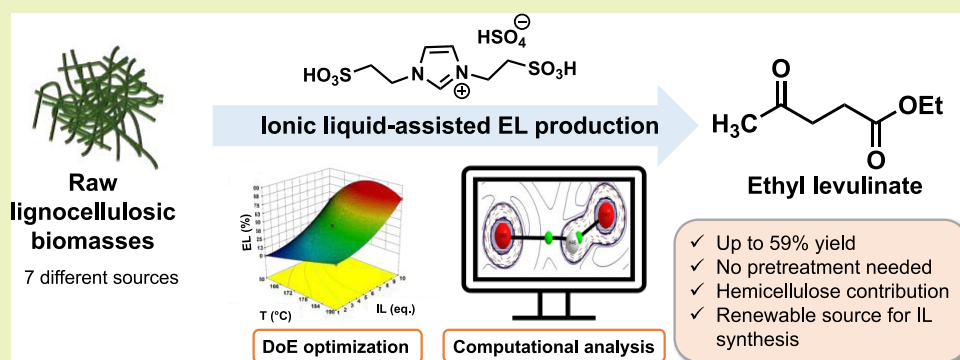 HSO₄⊖
HO₃S N N SO₃H
⊕
Ionic liquid-assisted EL production
O
H₃C OEt
O
Ethyl levulinate
Raw
lignocellulosic
biomasses
7 different sources
EL (%)
T (°C) IL (eq.)
DoE optimization
Computational analysis
✓ Up to 59% yield
✓ No pretreatment needed
✓ Hemicellulose contribution
✓ Renewable source for IL
synthesis